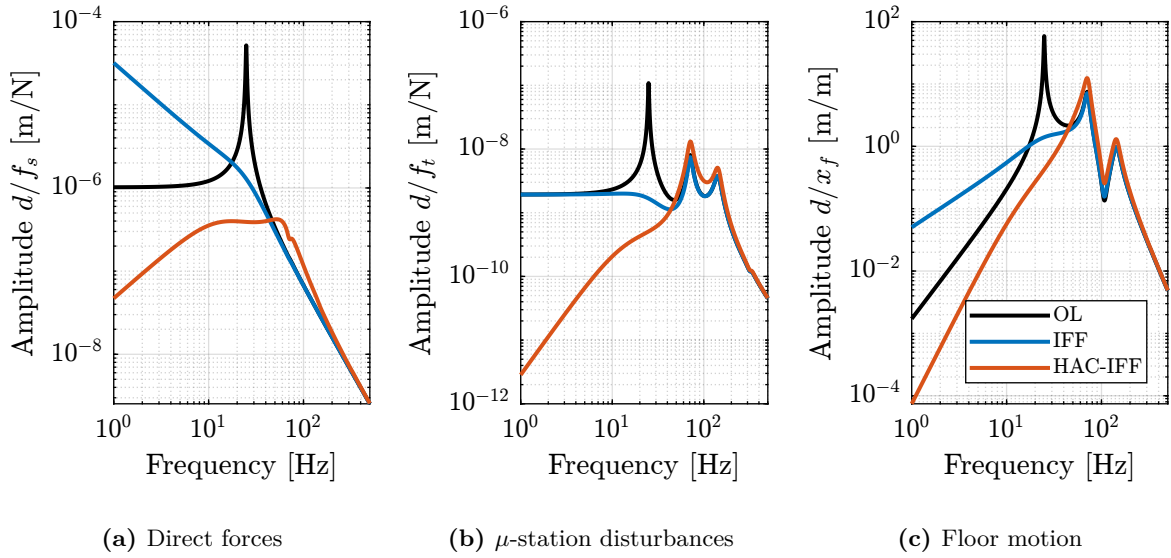 10^{-4}
10^{-6}
10^{-8}
Amplitude d/f_s [m/N]
10^0
10^1
10^2
Frequency [Hz]
(a) Direct forces
10^{-6}
10^{-8}
10^{-10}
10^{-12}
Amplitude d/f_t [m/N]
10^0
10^1
10^2
Frequency [Hz]
(b) μ-station disturbances
10^2
10^0
10^{-2}
10^{-4}
Amplitude d/x_f [m/m]
10^0
10^1
10^2
Frequency [Hz]
OL
IFF
HAC-IFF
(c) Floor motion